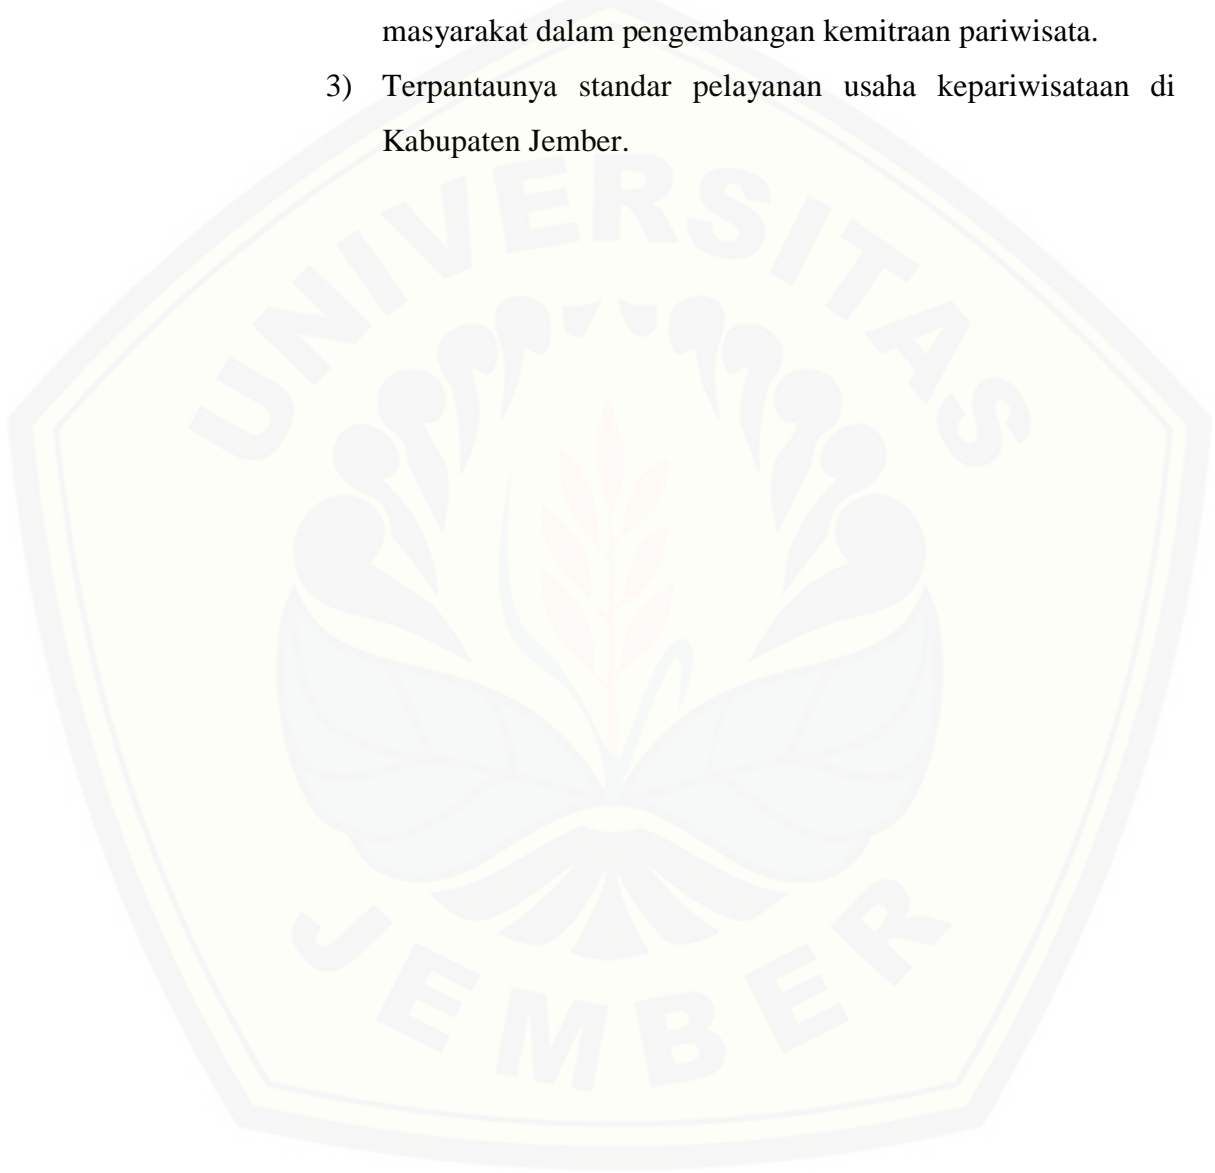 masyarakat dalam pengembangan kemitraan pariwisata.
3) Terpantaunya standar pelayanan usaha kepariwisataan di
Kabupaten Jember.
UNIVERSITAS
JEMBER